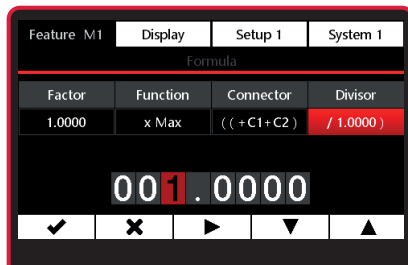 Feature M1 Display Setup 1 System 1
Formula
Factor Function Connector Divisor
1.0000 x Max ( ( +C1+C2 ) / 1.0000 )
001.0000